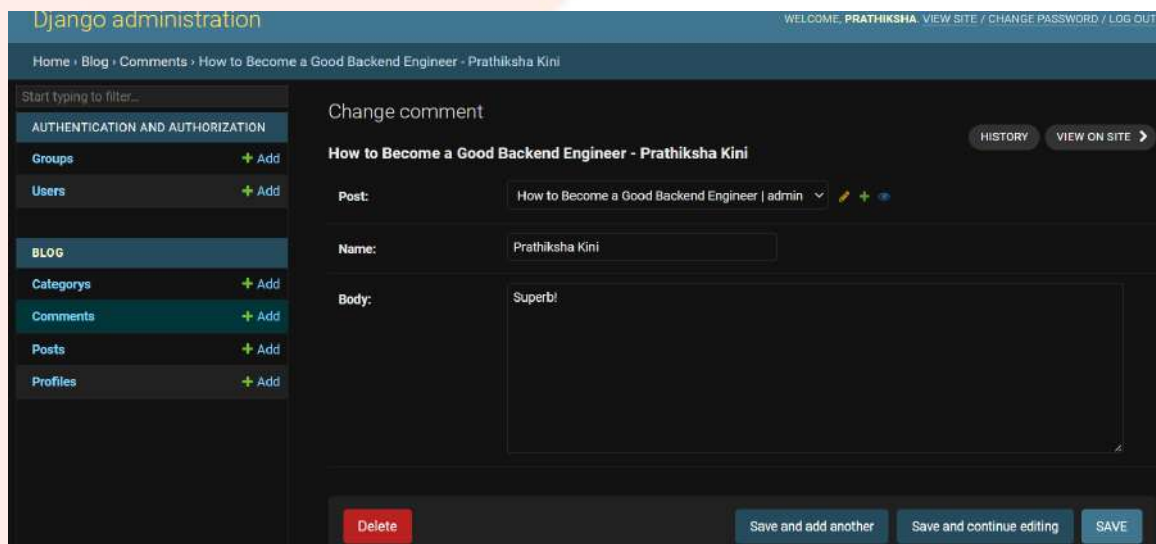 Django administration
WELCOME, PRATHIKSHA. VIEW SITE / CHANGE PASSWORD / LOG OUT
Home › Blog › Comments › How to Become a Good Backend Engineer - Prathiksha Kini
Start typing to filter...
AUTHENTICATION AND AUTHORIZATION
Groups + Add
Users + Add
BLOG
Categorys + Add
Comments + Add
Posts + Add
Profiles + Add
Change comment
HISTORY VIEW ON SITE
How to Become a Good Backend Engineer - Prathiksha Kini
Post: How to Become a Good Backend Engineer | admin
Name: Prathiksha Kini
Body: Superb!
Delete Save and add another Save and continue editing SAVE